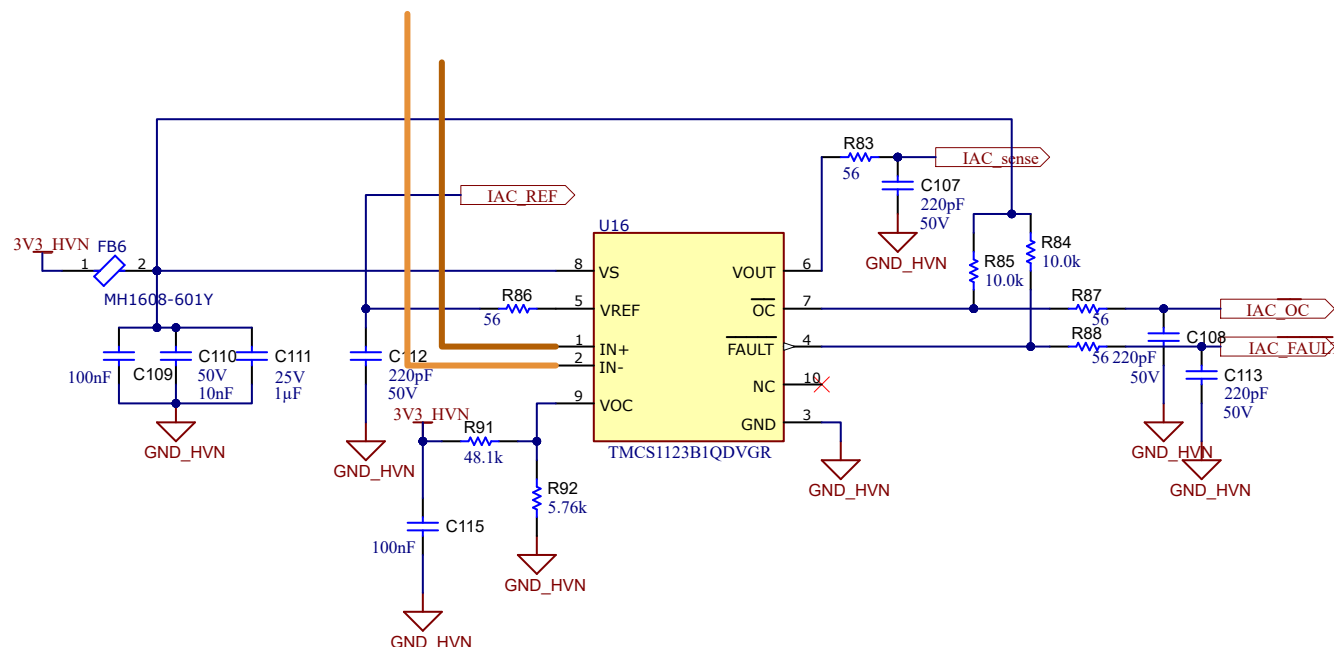 R83
56
IAC_sense
C107
220pF
50V
GND_HVN
IAC_REF
U16
3V3_HVN
FB6
1
2
MH1608-601Y
8
VS
VOUT
6
R85
10.0k
R84
10.0k
R86
56
5
VREF
OC
7
R87
56
IAC_OC
1
IN+
2
IN-
FAULT
4
R88
56
C108
220pF
50V
100nF
C109
C110
50V
10nF
C111
25V
1µF
C112
220pF
50V
NC
10
C113
220pF
50V
9
VOC
GND
3
3V3_HVN
R91
48.1k
TMCS1123B1QDVGR
GND_HVN
GND_HVN
GND_HVN
GND_HVN
GND_HVN
R92
5.76k
C115
100nF
GND_HVN
GND_HVN